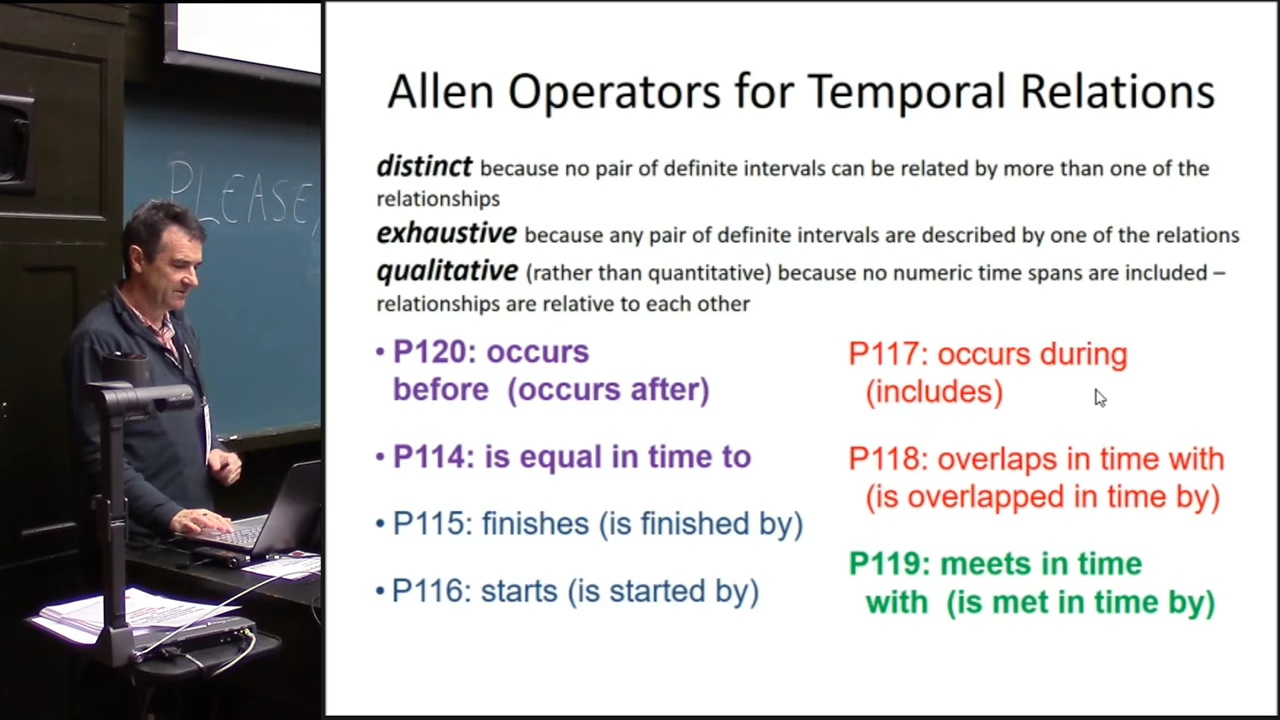 PLEASE,
Allen Operators for Temporal Relations
distinct because no pair of definite intervals can be related by more than one of the
relationships
exhaustive because any pair of definite intervals are described by one of the relations
qualitative (rather than quantitative) because no numeric time spans are included –
relationships are relative to each other
• P120: occurs
before (occurs after)
• P114: is equal in time to
• P115: finishes (is finished by)
• P116: starts (is started by)
P117: occurs during
(includes)
P118: overlaps in time with
(is overlapped in time by)
P119: meets in time
with (is met in time by)